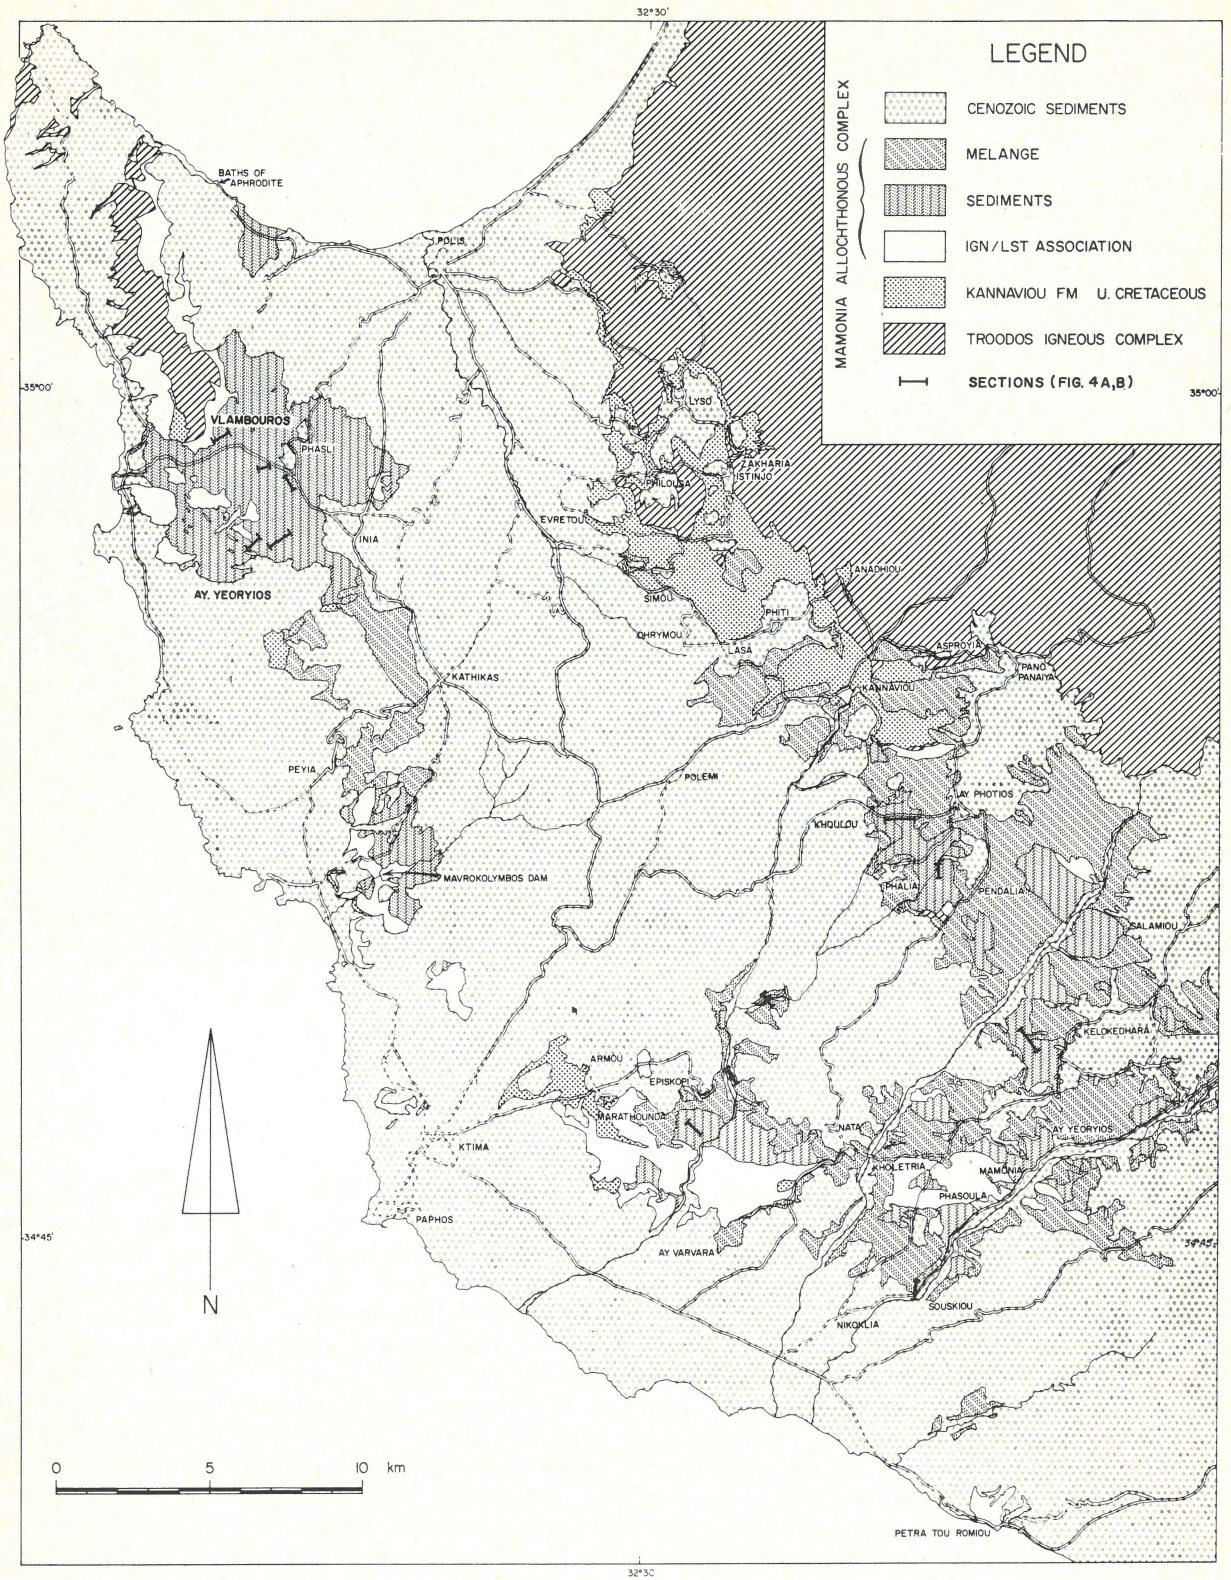 32°30'
LEGEND
MAMONIA ALLOCHTHONOUS COMPLEX
CENOZOIC SEDIMENTS
MELANGE
SEDIMENTS
IGN/LST ASSOCIATION
KANNAVIOU FM U. CRETACEOUS
TROODOS IGNEOUS COMPLEX
SECTIONS (FIG. 4A,B)
BATHS OF
APHRODITE
POLIS
35°00'
35°00'
LYSO
VLAMBOUROS
PHASLI
ZAKHARIA
ISTINJO
PHILOUSA
EVRETOU
INIA
ANADHIOU
AY. YEORYIOS
SIMOU
PHITI
DHRYMOU
LASA
ASPROYIA
PANO
PANAIYA
KATHIKAS
KANNAVIOU
PEYIA
POLEMI
AY PHOTIOS
KHOULOU
MAVROKOLYMBOS DAM
PHALIA
PENDALIA
SALAMIOU
KELOKEDHARA
ARMOU
EPISKOPI
MARATHOUNDA
NATA
AY YEORYIOS
KTIMA
KHOLETRIA
MAMONIA
PHASOULA
PAPHOS
34°45'
34°45'
AY VARVARA
N
SOUSKIOU
NIKOKLIA
0 5 10 km
PETRA TOU ROMIOU
32°30